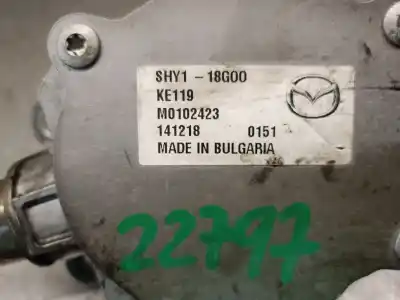 SHY1 - 18G00
KE119
M0102423
141218 0151
MADE IN BULGARIA
22797